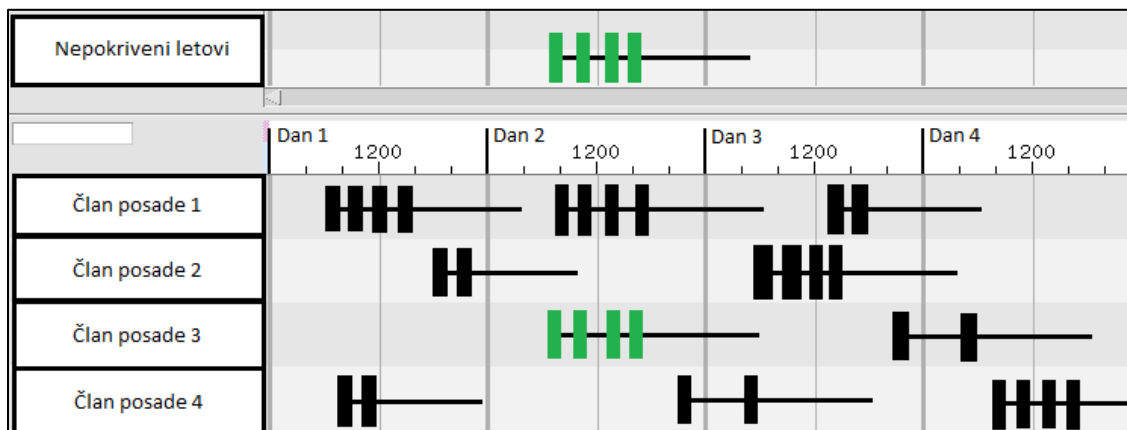 Nepokriveni letovi
Dan 1 Dan 2 Dan 3 Dan 4
1200 1200 1200 1200
Član posade 1
Član posade 2
Član posade 3
Član posade 4